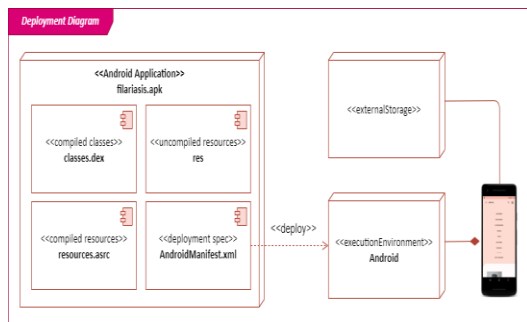 Deployment Diagram
<<Android Application>>
filariasis.apk
<<compiled classes>>
classes.dex
<<uncompiled resources>>
res
<<compiled resources>>
resources.asrc
<<deployment spec>>
AndroidManifest.xml
<<deploy>>
<<externalStorage>>
<<executionEnvironment>>
Android